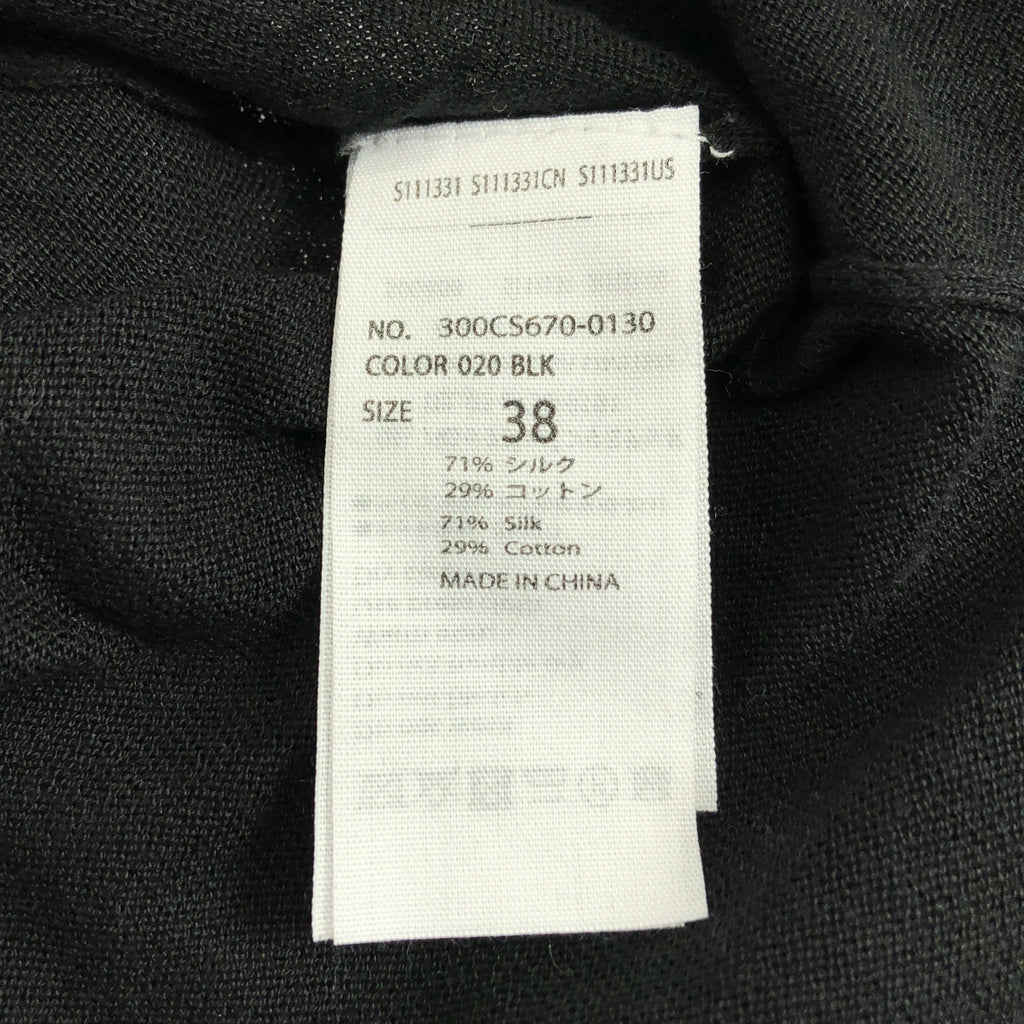 S111331 S111331CN S111331US
NO. 300CS670-0130
COLOR 020 BLK
SIZE 38
71% シルク
29% コットン
71% Silk
29% Cotton
MADE IN CHINA